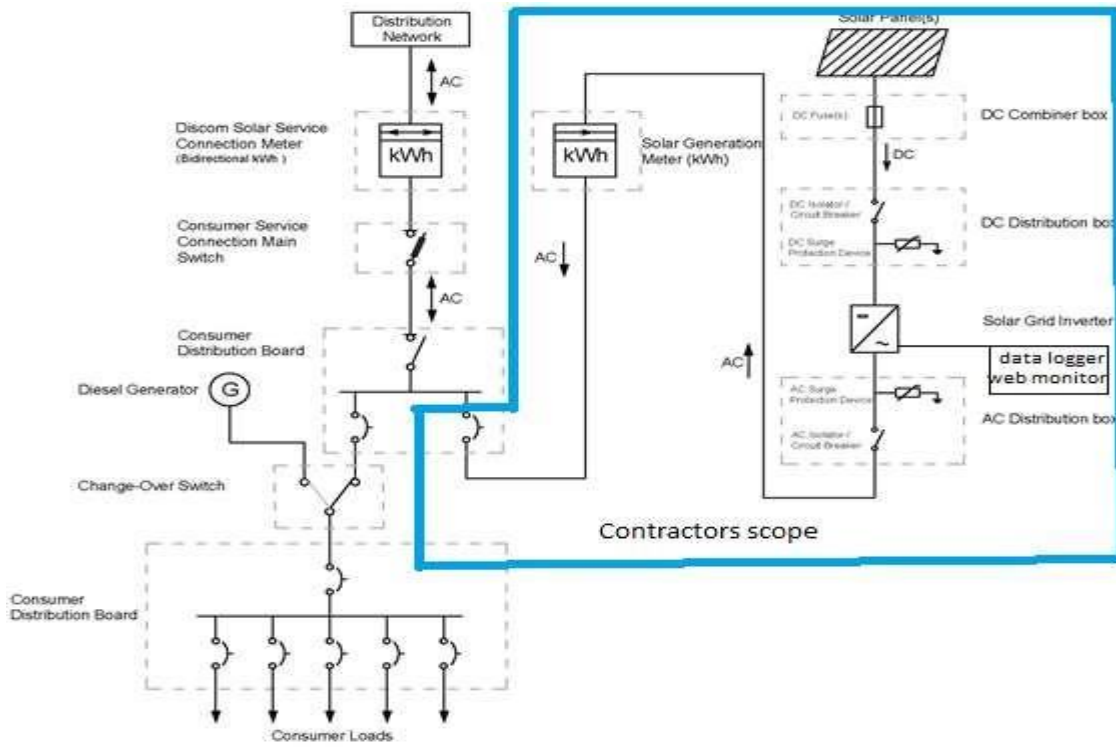 Distribution
Network
AC
Discom Solar Service
Connection Meter
(Bidirectional kWh )
kWh
Consumer Service
Connection Main
Switch
AC
Consumer
Distribution Board
Diesel Generator
G
Change-Over Switch
Consumer
Distribution Board
Consumer Loads
kWh
Solar Generation
Meter (kWh)
AC
AC
Solar Panel(s)
DC Fuse(s)
DC Combiner box
DC
DC Isolator /
Circuit Breaker
DC Surge
Protection Device
DC Distribution box
Solar Grid Inverter
data logger
web monitor
AC Surge
Protection Device
AC Isolator /
Circuit Breaker
AC Distribution box
Contractors scope